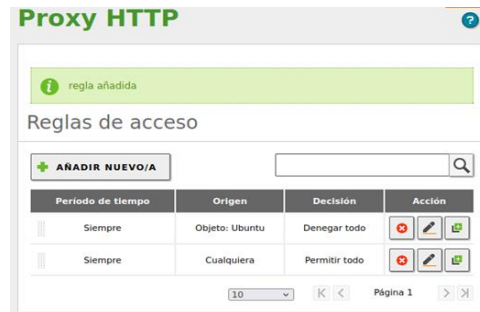 Proxy HTTP
?
i regla añadida
Reglas de acceso
+ AÑADIR NUEVO/A
Período de tiempo Origen Decisión Acción
Siempre Objeto: Ubuntu Denegar todo
Siempre Cualquiera Permitir todo
10 Página 1